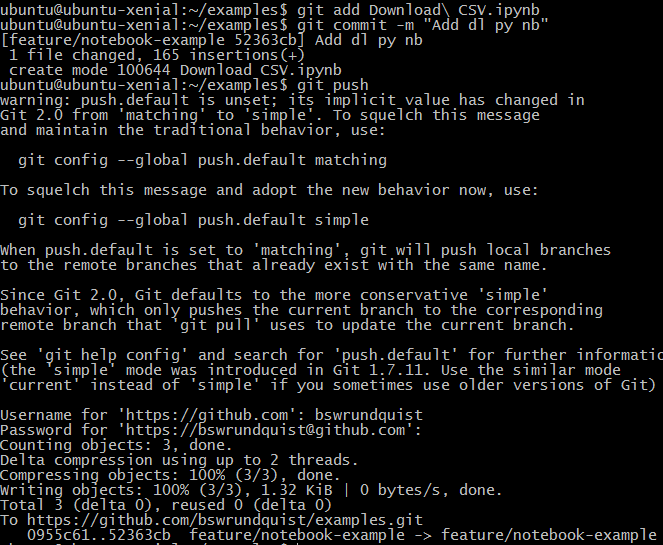 ubuntu@ubuntu-xenial:~/examples$ git add Download\ CSV.ipynb
ubuntu@ubuntu-xenial:~/examples$ git commit -m "Add dl py nb"
[feature/notebook-example 52363cb] Add dl py nb
 1 file changed, 165 insertions(+)
 create mode 100644 Download CSV.ipynb
ubuntu@ubuntu-xenial:~/examples$ git push
warning: push.default is unset; its implicit value has changed in
Git 2.0 from 'matching' to 'simple'. To squelch this message
and maintain the traditional behavior, use:

  git config --global push.default matching

To squelch this message and adopt the new behavior now, use:

  git config --global push.default simple

When push.default is set to 'matching', git will push local branches
to the remote branches that already exist with the same name.

Since Git 2.0, Git defaults to the more conservative 'simple'
behavior, which only pushes the current branch to the corresponding
remote branch that 'git pull' uses to update the current branch.

See 'git help config' and search for 'push.default' for further informatio
(the 'simple' mode was introduced in Git 1.7.11. Use the similar mode
'current' instead of 'simple' if you sometimes use older versions of Git)

Username for 'https://github.com': bswrundquist
Password for 'https://bswrundquist@github.com':
Counting objects: 3, done.
Delta compression using up to 2 threads.
Compressing objects: 100% (3/3), done.
Writing objects: 100% (3/3), 1.32 KiB | 0 bytes/s, done.
Total 3 (delta 0), reused 0 (delta 0)
To https://github.com/bswrundquist/examples.git
   0955c61..52363cb  feature/notebook-example -> feature/notebook-example